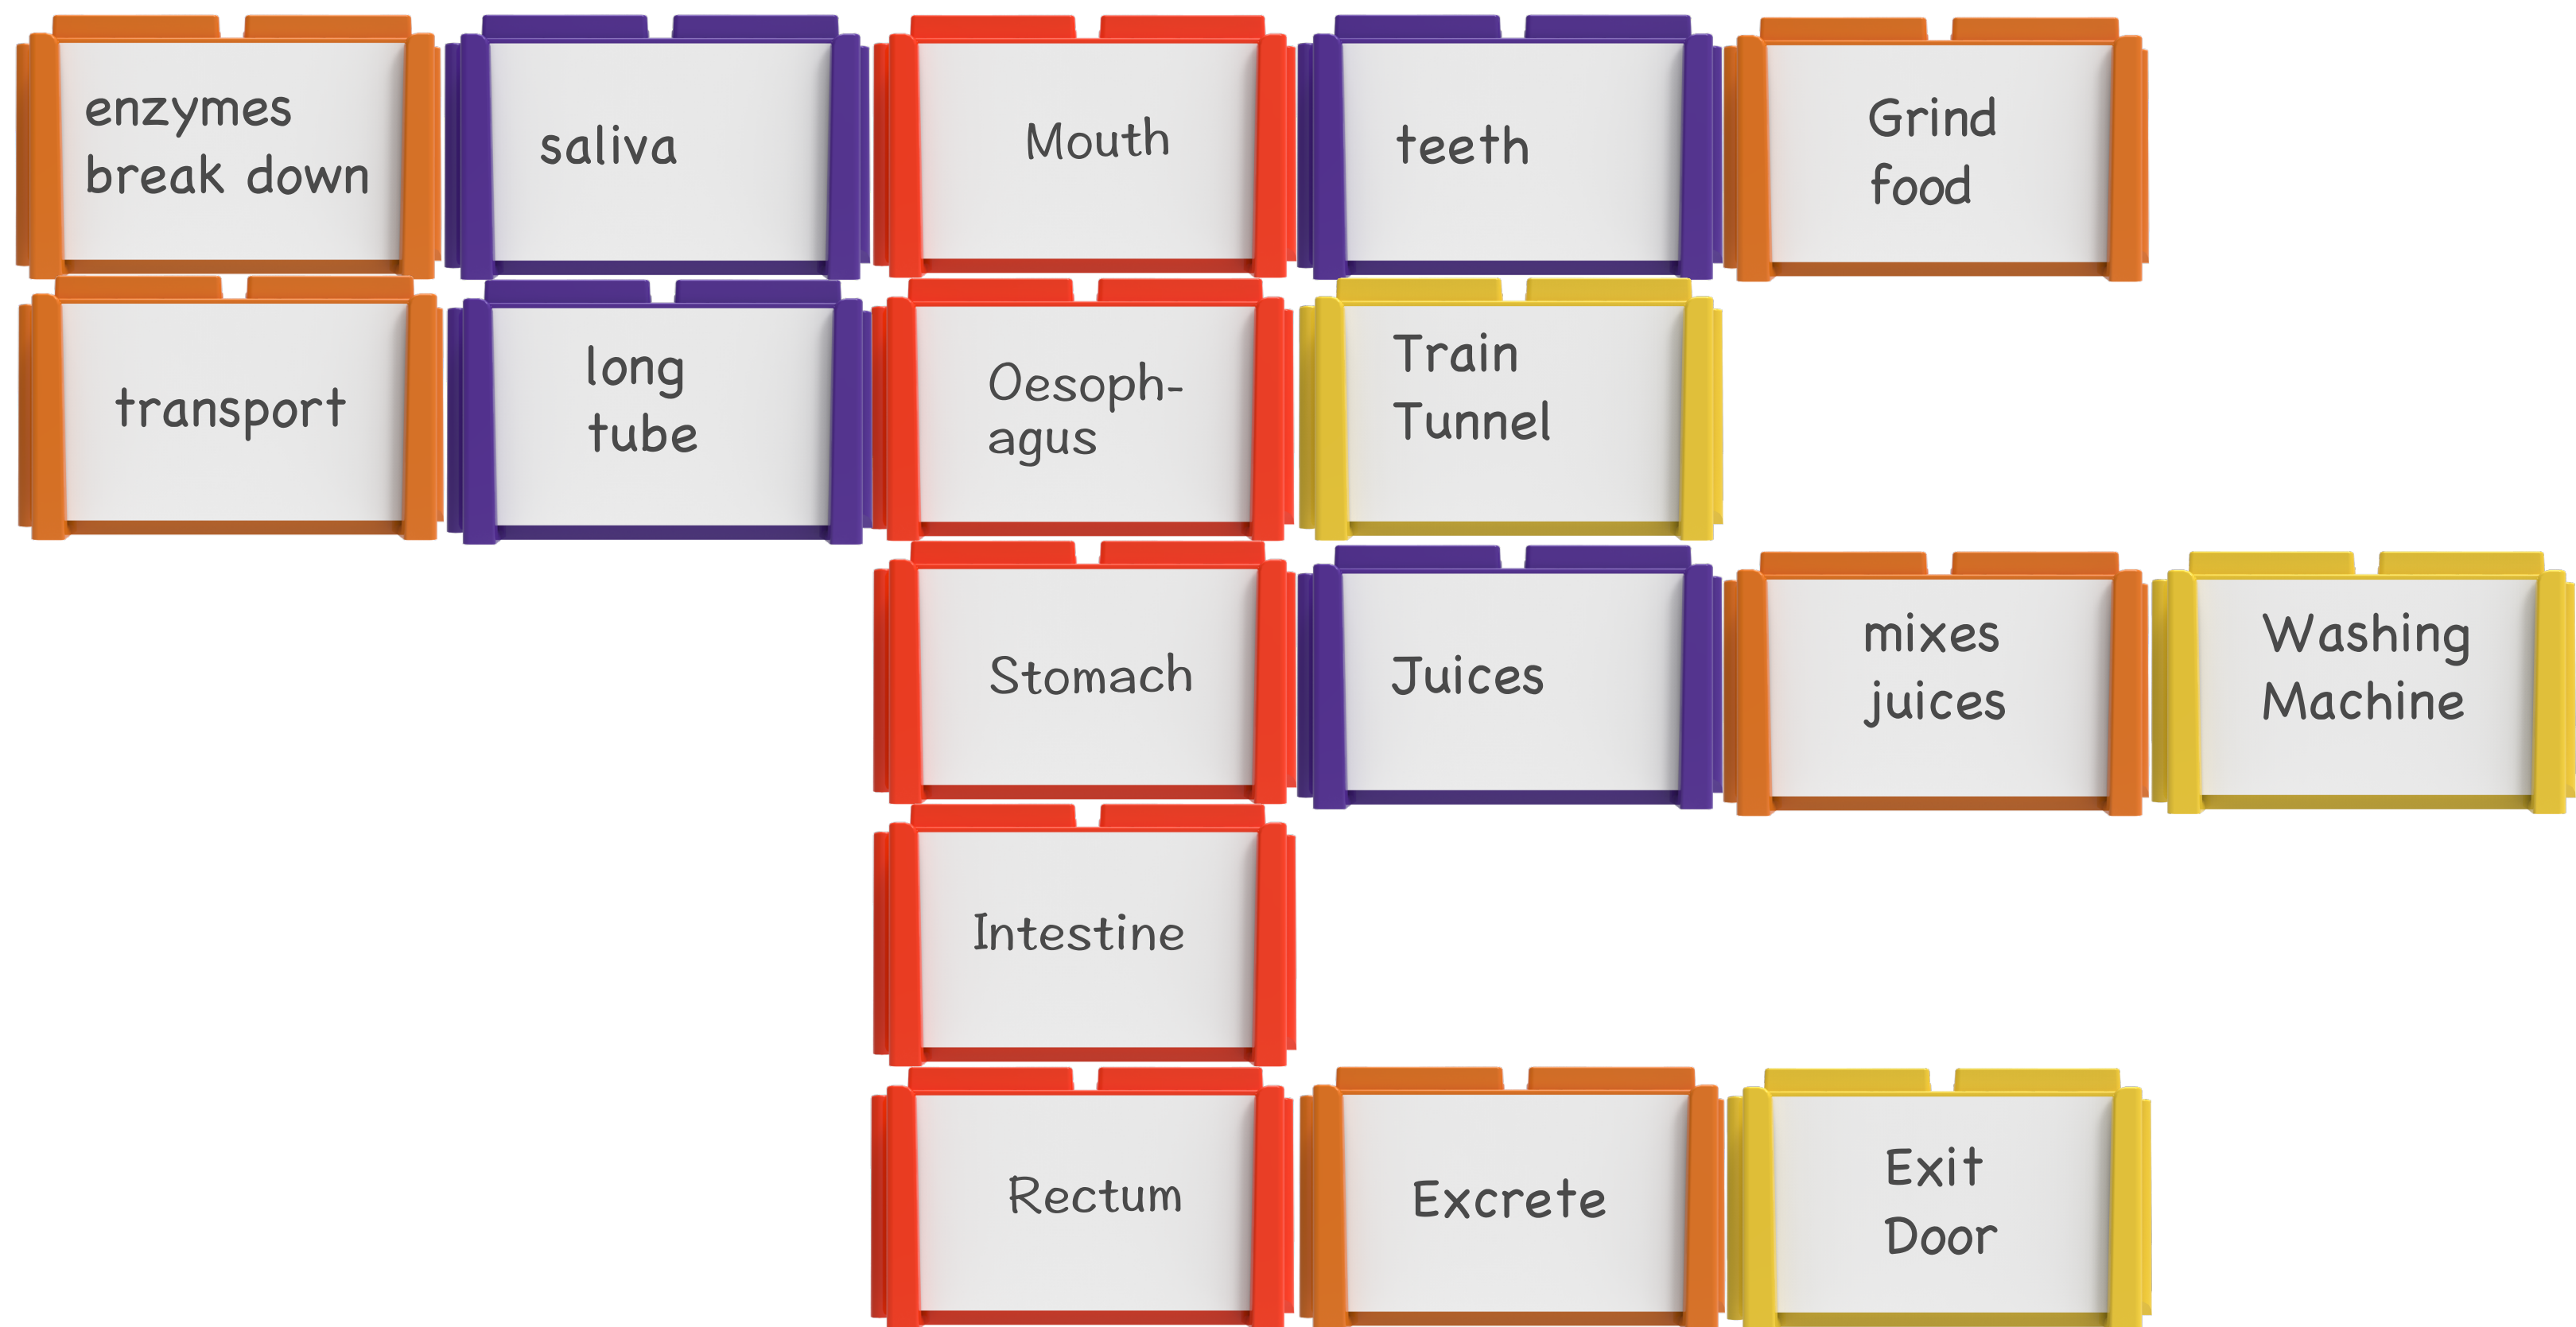 enzymes
break down
saliva
Mouth
teeth
Grind
food
transport
long
tube
Oesoph-
agus
Train
Tunnel
Stomach
Juices
mixes
juices
Washing
Machine
Intestine
Rectum
Excrete
Exit
Door